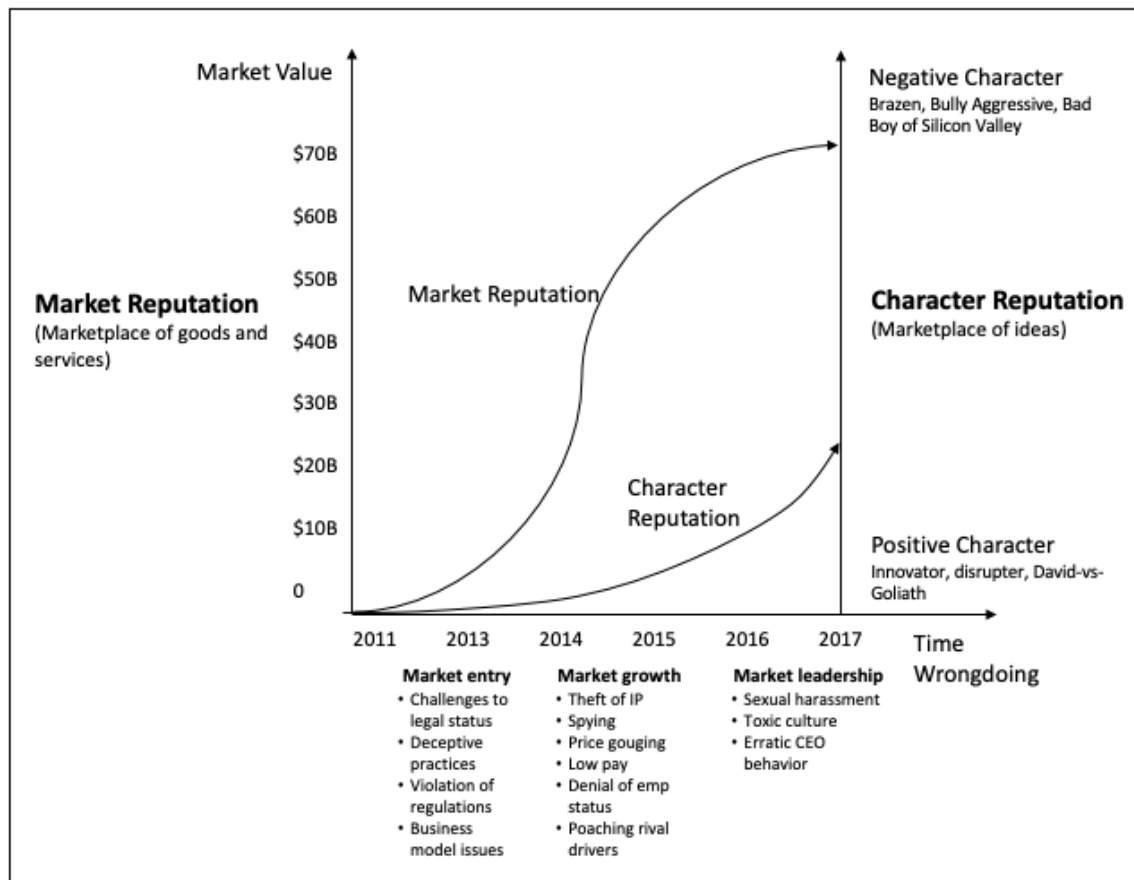 Market Value
$70B
$60B
$50B
$40B
$30B
$20B
$10B
0
Market Reputation
(Marketplace of goods and
services)
Market Reputation
Character
Reputation
Negative Character
Brazen, Bully Aggressive, Bad
Boy of Silicon Valley
Character Reputation
(Marketplace of ideas)
Positive Character
Innovator, disrupter, David-vs-
Goliath
2011 2013 2014 2015 2016 2017
Time
Wrongdoing
Market entry
• Challenges to
legal status
• Deceptive
practices
• Violation of
regulations
• Business
model issues
Market growth
• Theft of IP
• Spying
• Price gouging
• Low pay
• Denial of emp
status
• Poaching rival
drivers
Market leadership
• Sexual harassment
• Toxic culture
• Erratic CEO
behavior